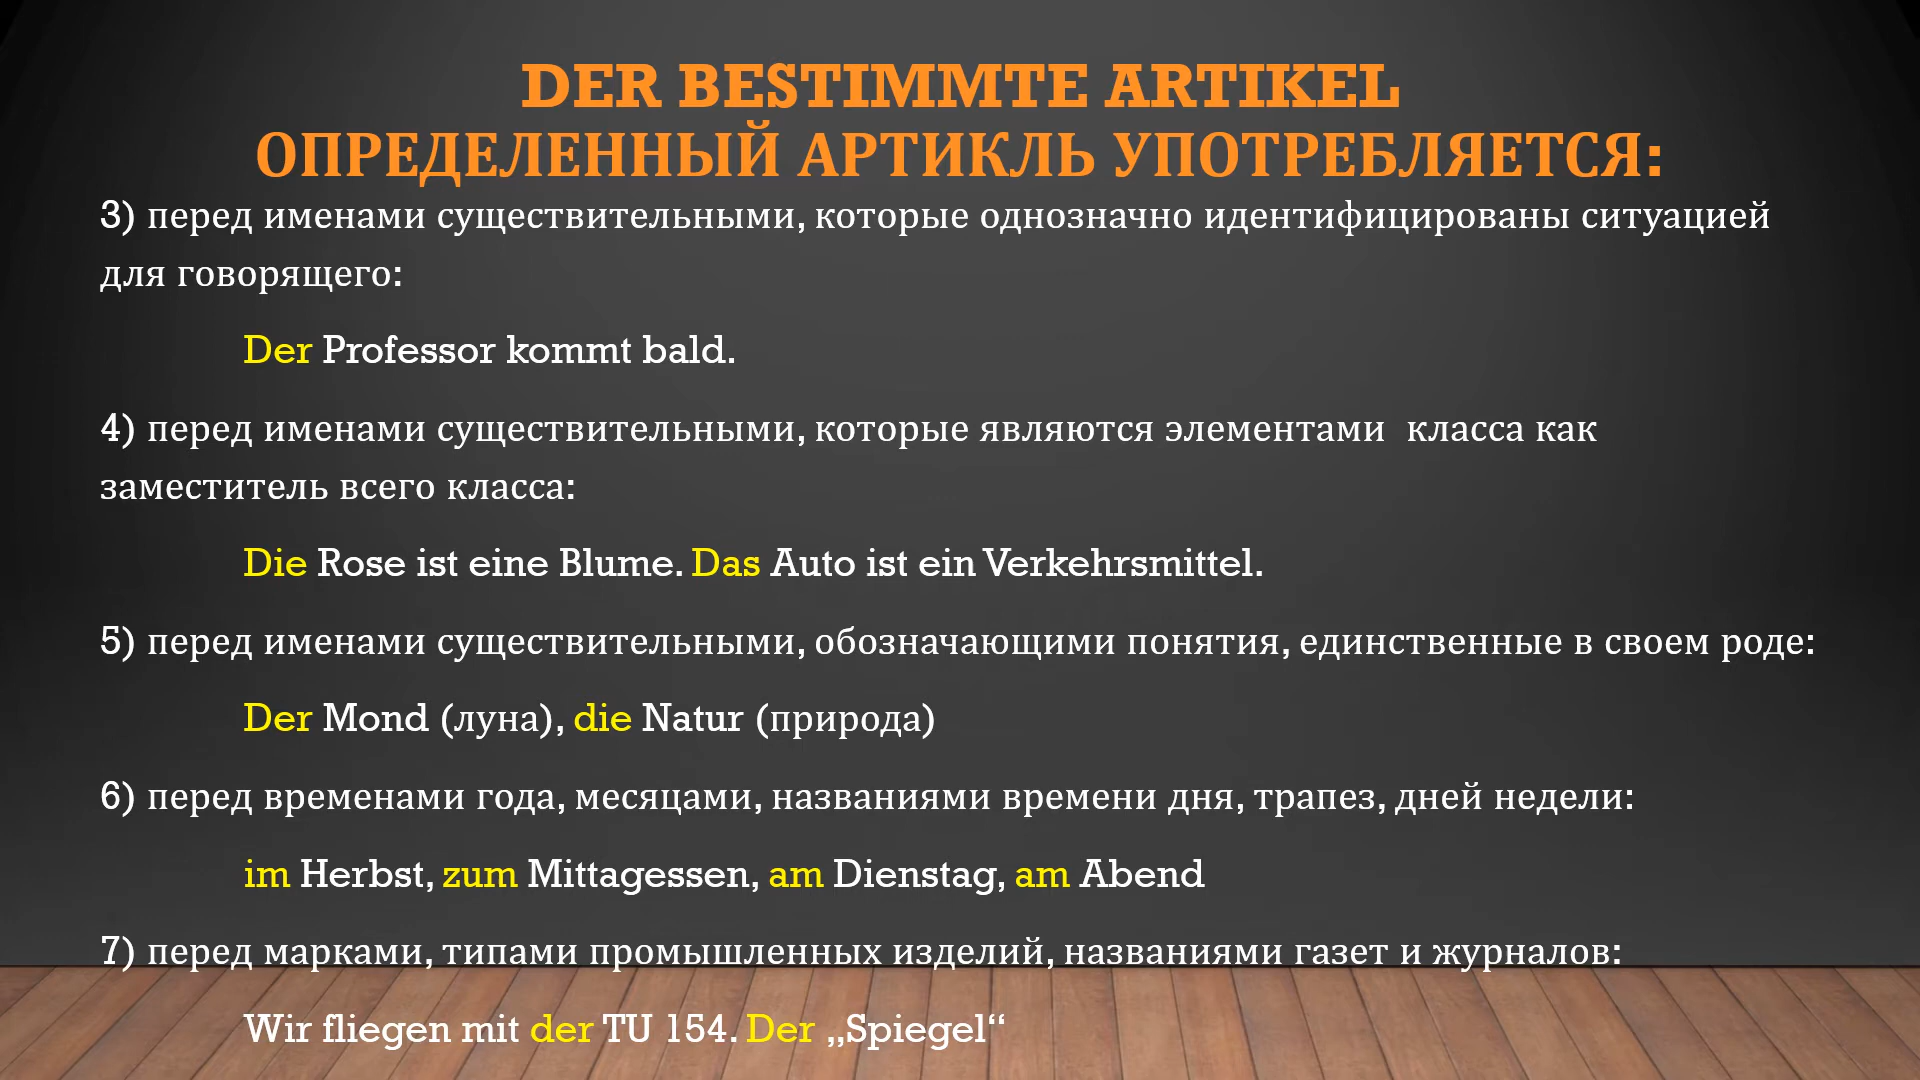 DER BESTIMMTE ARTIKEL
ОПРЕДЕЛЕННЫЙ АРТИКЛЬ УПОТРЕБЛЯЕТСЯ:
3) перед именами существительными, которые однозначно идентифицированы ситуацией
для говорящего:
Der Professor kommt bald.
4) перед именами существительными, которые являются элементами  класса как
заместитель всего класса:
Die Rose ist eine Blume. Das Auto ist ein Verkehrsmittel.
5) перед именами существительными, обозначающими понятия, единственные в своем роде:
Der Mond (луна), die Natur (природа)
6) перед временами года, месяцами, названиями времени дня, трапез, дней недели:
im Herbst, zum Mittagessen, am Dienstag, am Abend
7) перед марками, типами промышленных изделий, названиями газет и журналов:
Wir fliegen mit der TU 154. Der „Spiegel“